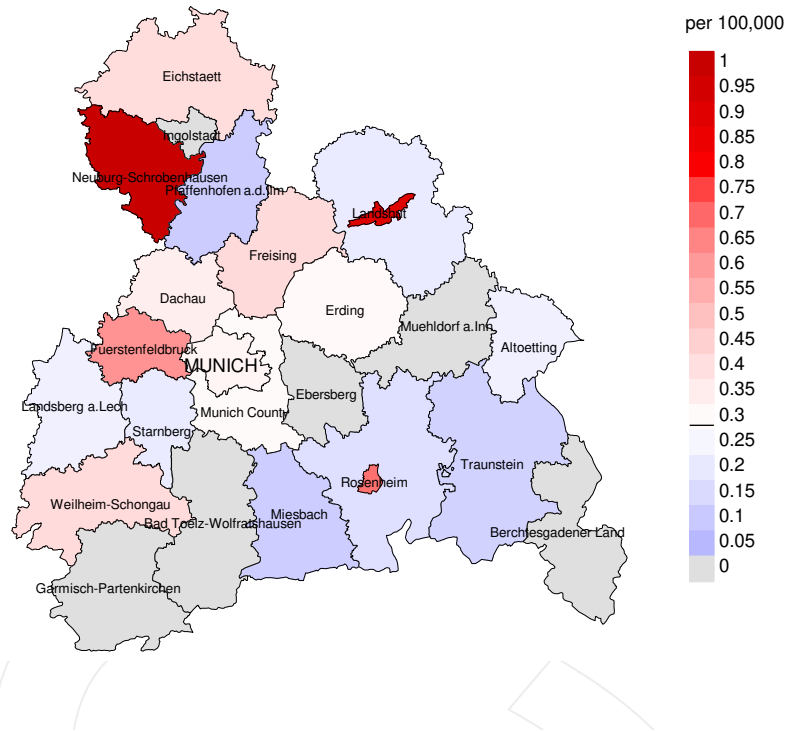 per 100,000
1
0.95
0.9
0.85
0.8
0.75
0.7
0.65
0.6
0.55
0.5
0.45
0.4
0.35
0.3
0.25
0.2
0.15
0.1
0.05
0
Eichstaett
Ingolstadt
Neuburg-Schrobenhausen
Pfaffenhofen a.d.Ilm
Landshut
Freising
Dachau
Erding
Muehldorf a.Inn
Altoetting
Fuerstenfeldbruck
MUNICH
Ebersberg
Landsberg a.Lech
Munich County
Starnberg
Traunstein
Rosenheim
Weilheim-Schongau
Miesbach
Bad Toelz-Wolfratshausen
Berchtesgadener Land
Garmisch-Partenkirchen